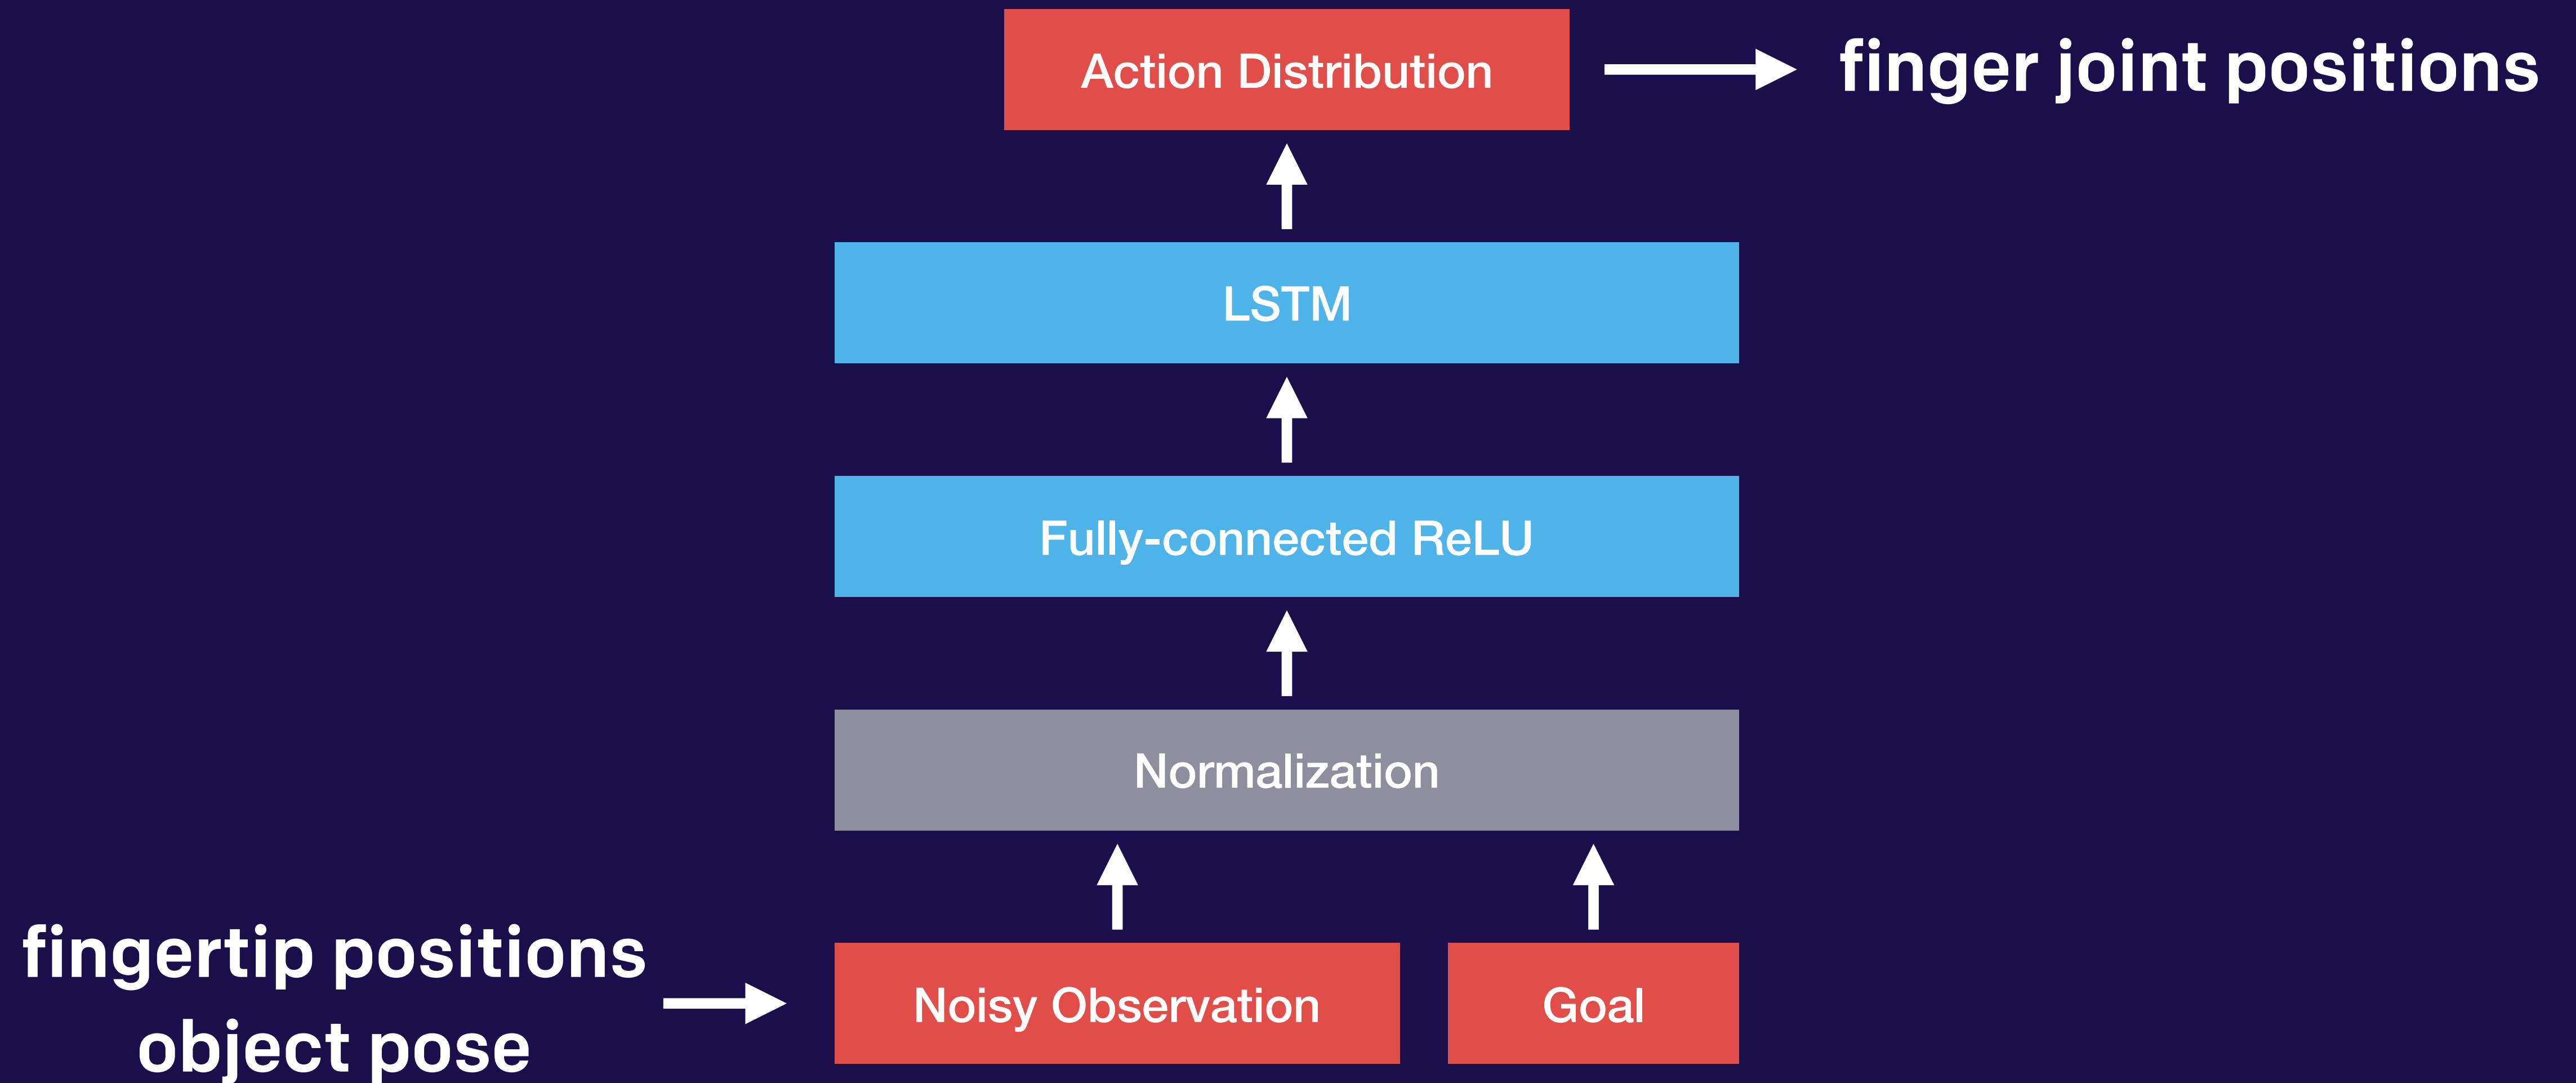 Action Distribution
finger joint positions
LSTM
Fully-connected ReLU
Normalization
fingertip positions
object pose
Noisy Observation
Goal